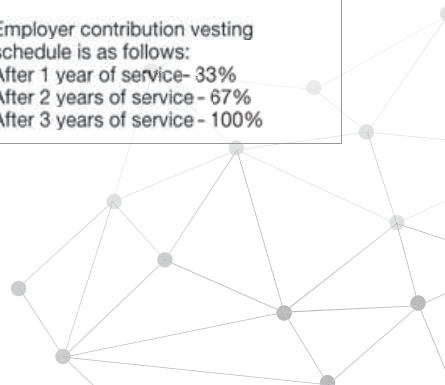 Employer contribution vesting
schedule is as follows:
After 1 year of service- 33%
After 2 years of service - 67%
After 3 years of service - 100%